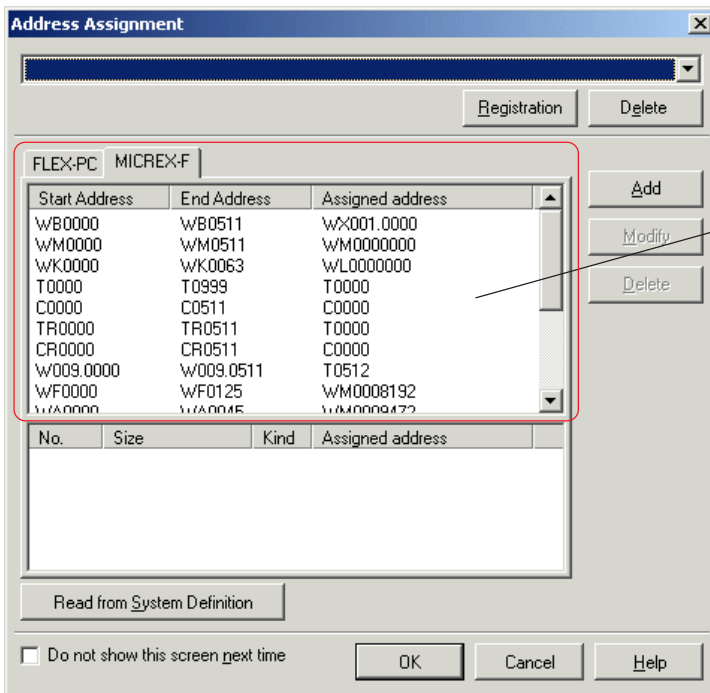 Address Assignment
Registration Delete
FLEX-PC MICREX-F
Start Address End Address Assigned address
WB0000 WB0511 WX001.0000
WM0000 WM0511 WM0000000
WK0000 WK0063 WL0000000
T0000 T0999 T0000
C0000 C0511 C0000
TR0000 TR0511 T0000
CR0000 CR0511 C0000
W009.0000 W009.0511 T0512
WF0000 WF0125 WM0008192
WA0000 WA0045 WM0009472
Add
Modify
Delete
No. Size Kind Assigned address
Read from System Definition
Do not show this screen next time
OK Cancel Help